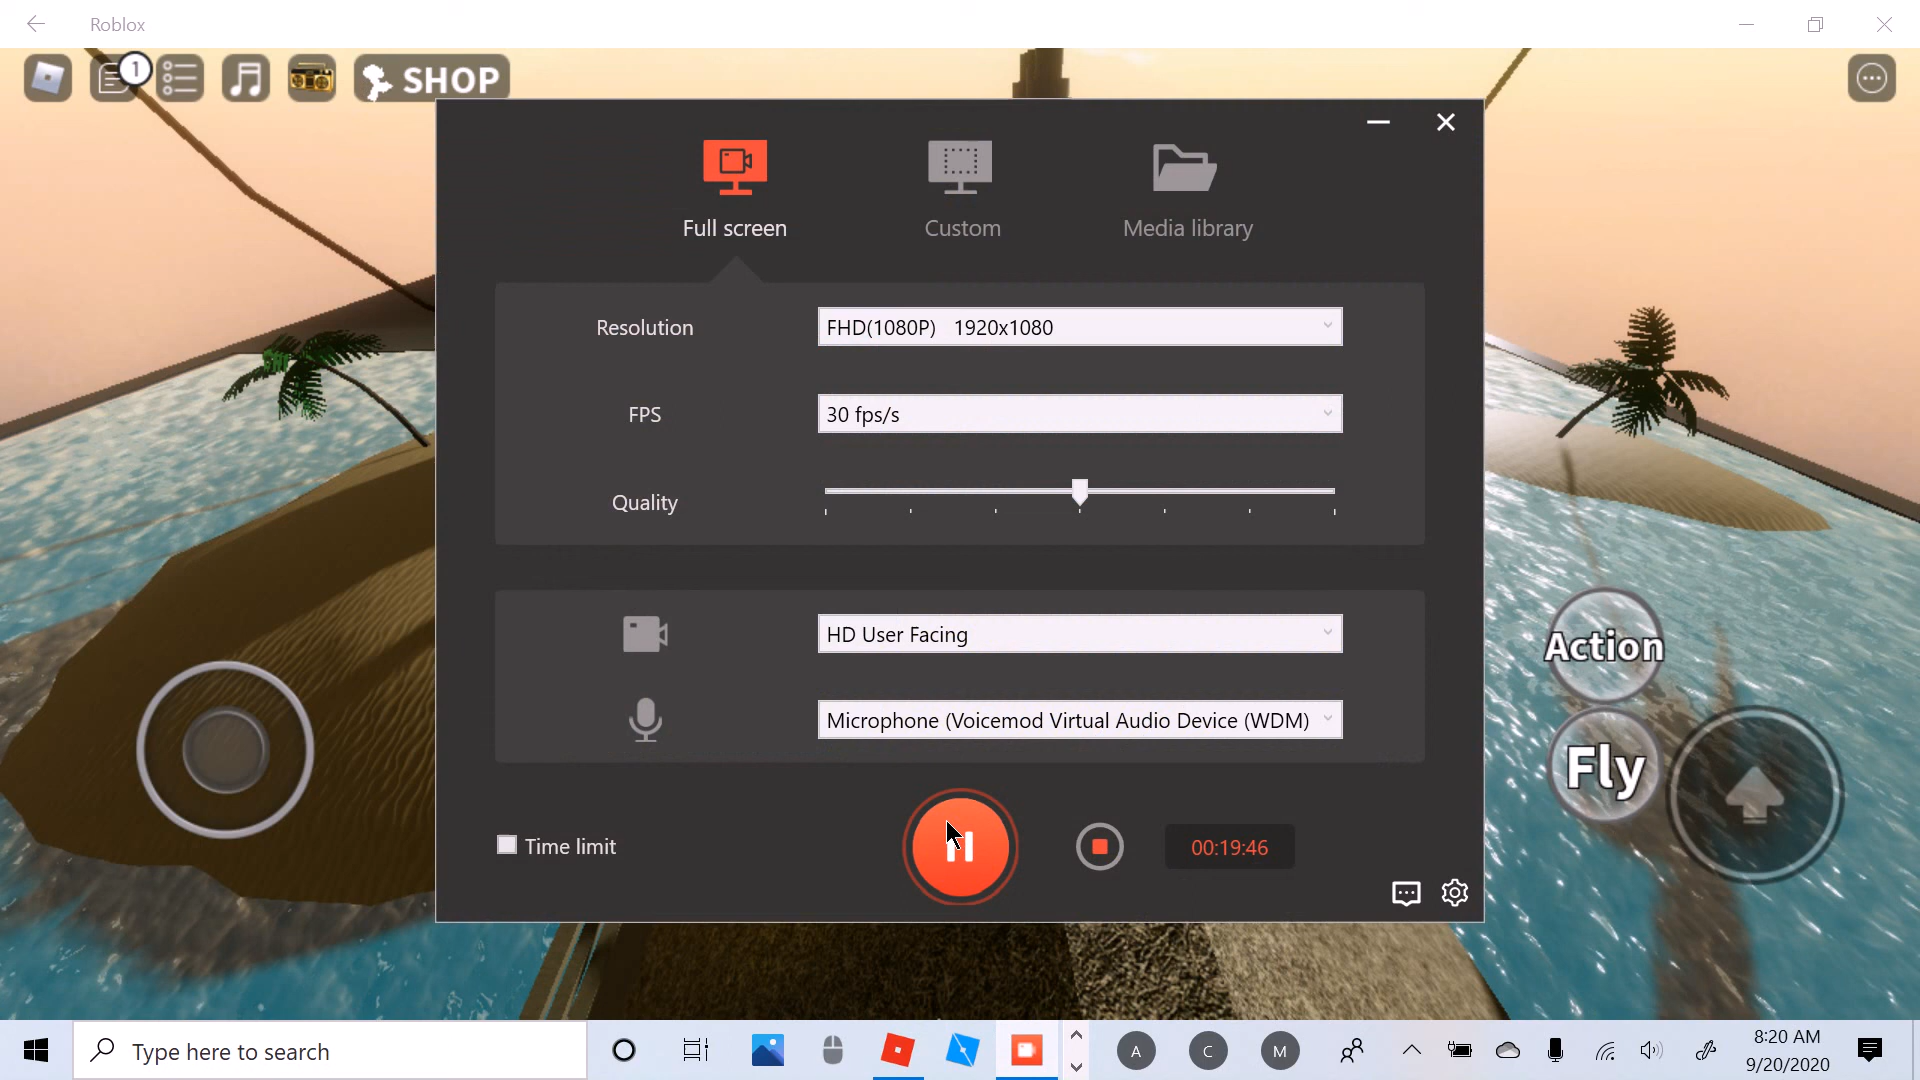 Roblox
1
SHOP
Full screen
Custom
Media library
Resolution
FHD(1080P) 1920x1080
FPS
30 fps/s
Quality
HD User Facing
Microphone (Voicemod Virtual Audio Device (WDM)
Action
Fly
Time limit
00:19:46
Type here to search
A
C
M
8:20 AM
9/20/2020